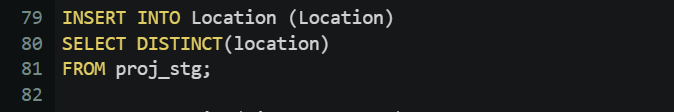 79 INSERT INTO Location (Location)
80 SELECT DISTINCT(location)
81 FROM proj_stg;
82